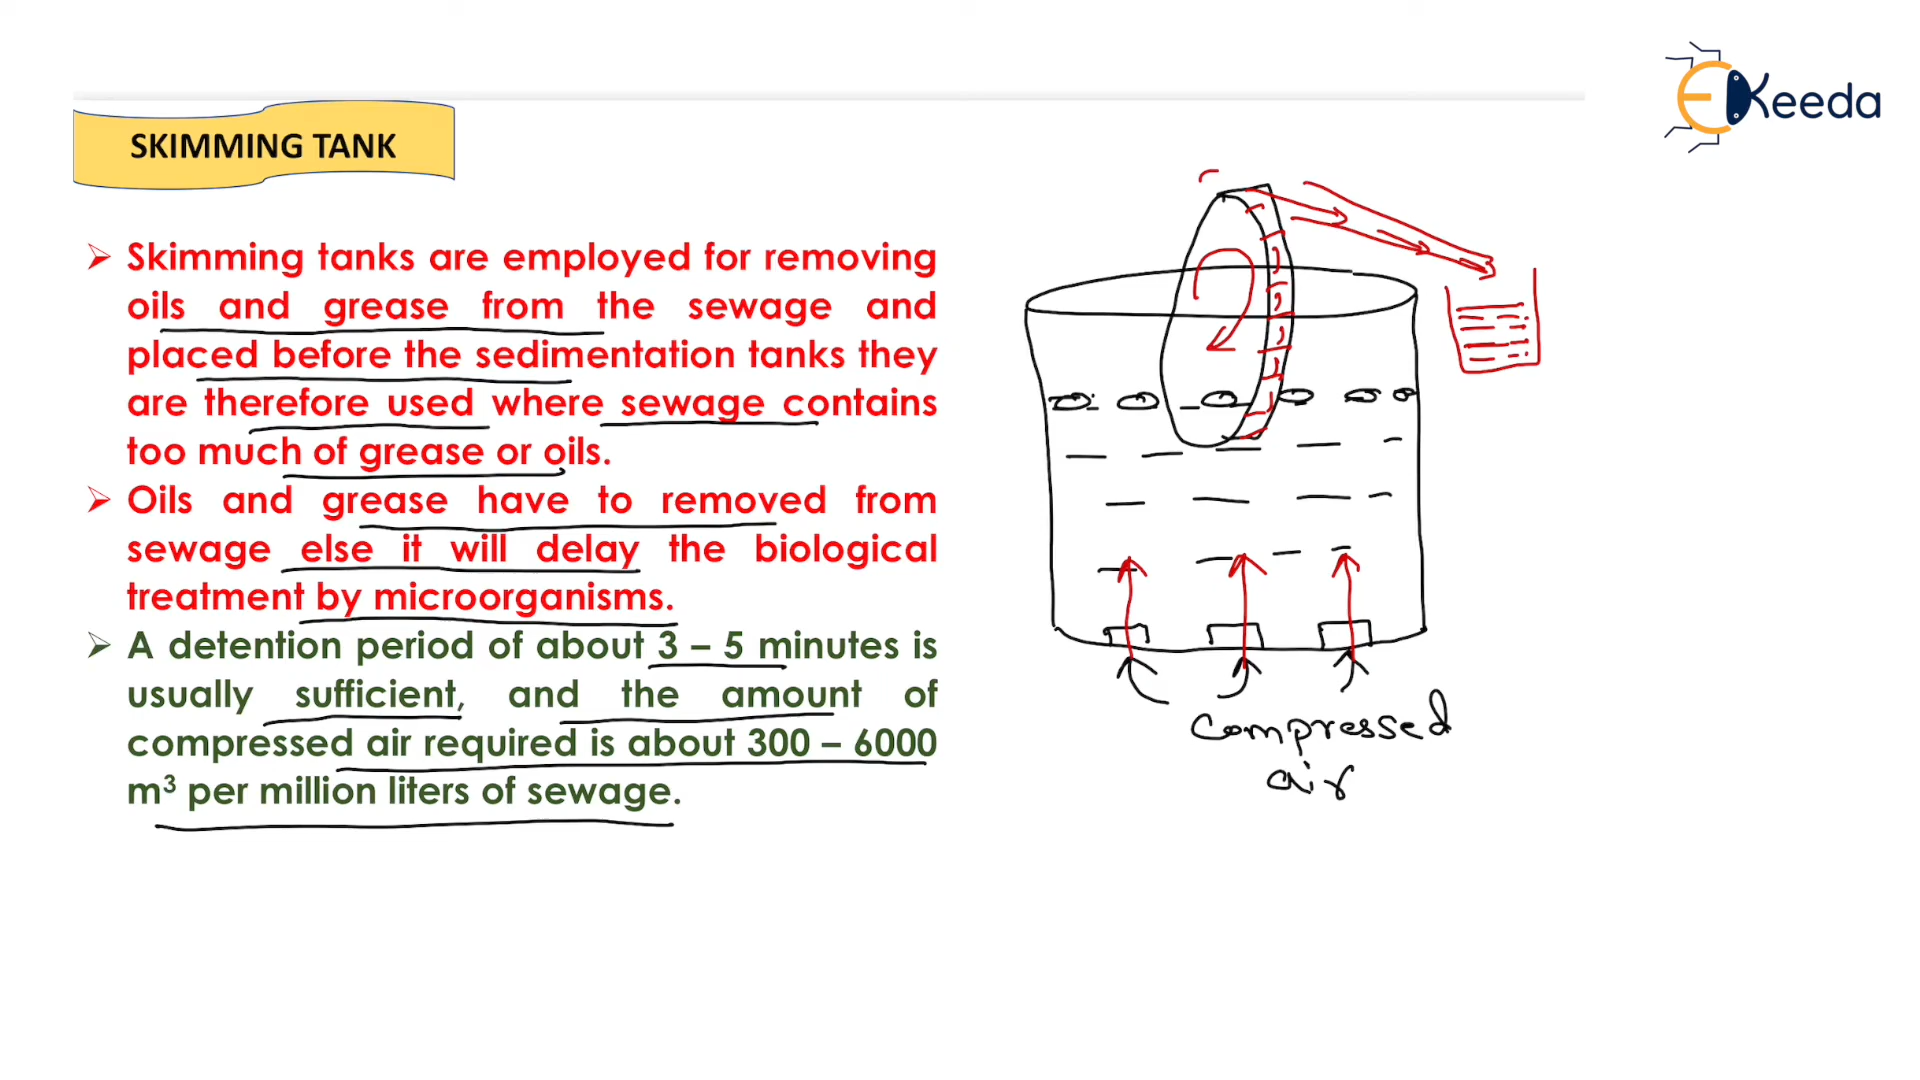 Keeda
SKIMMING TANK
Skimming tanks are employed for removing
oils and grease from the sewage and
placed before the sedimentation tanks they
are therefore used where sewage contains
too much of grease or oils.
Oils and grease have to removed from
sewage else it will delay the biological
treatment by microorganisms.
A detention period of about 3 – 5 minutes is
usually sufficient, and the amount of
compressed air required is about 300 – 6000
m³ per million liters of sewage.
compressed
air